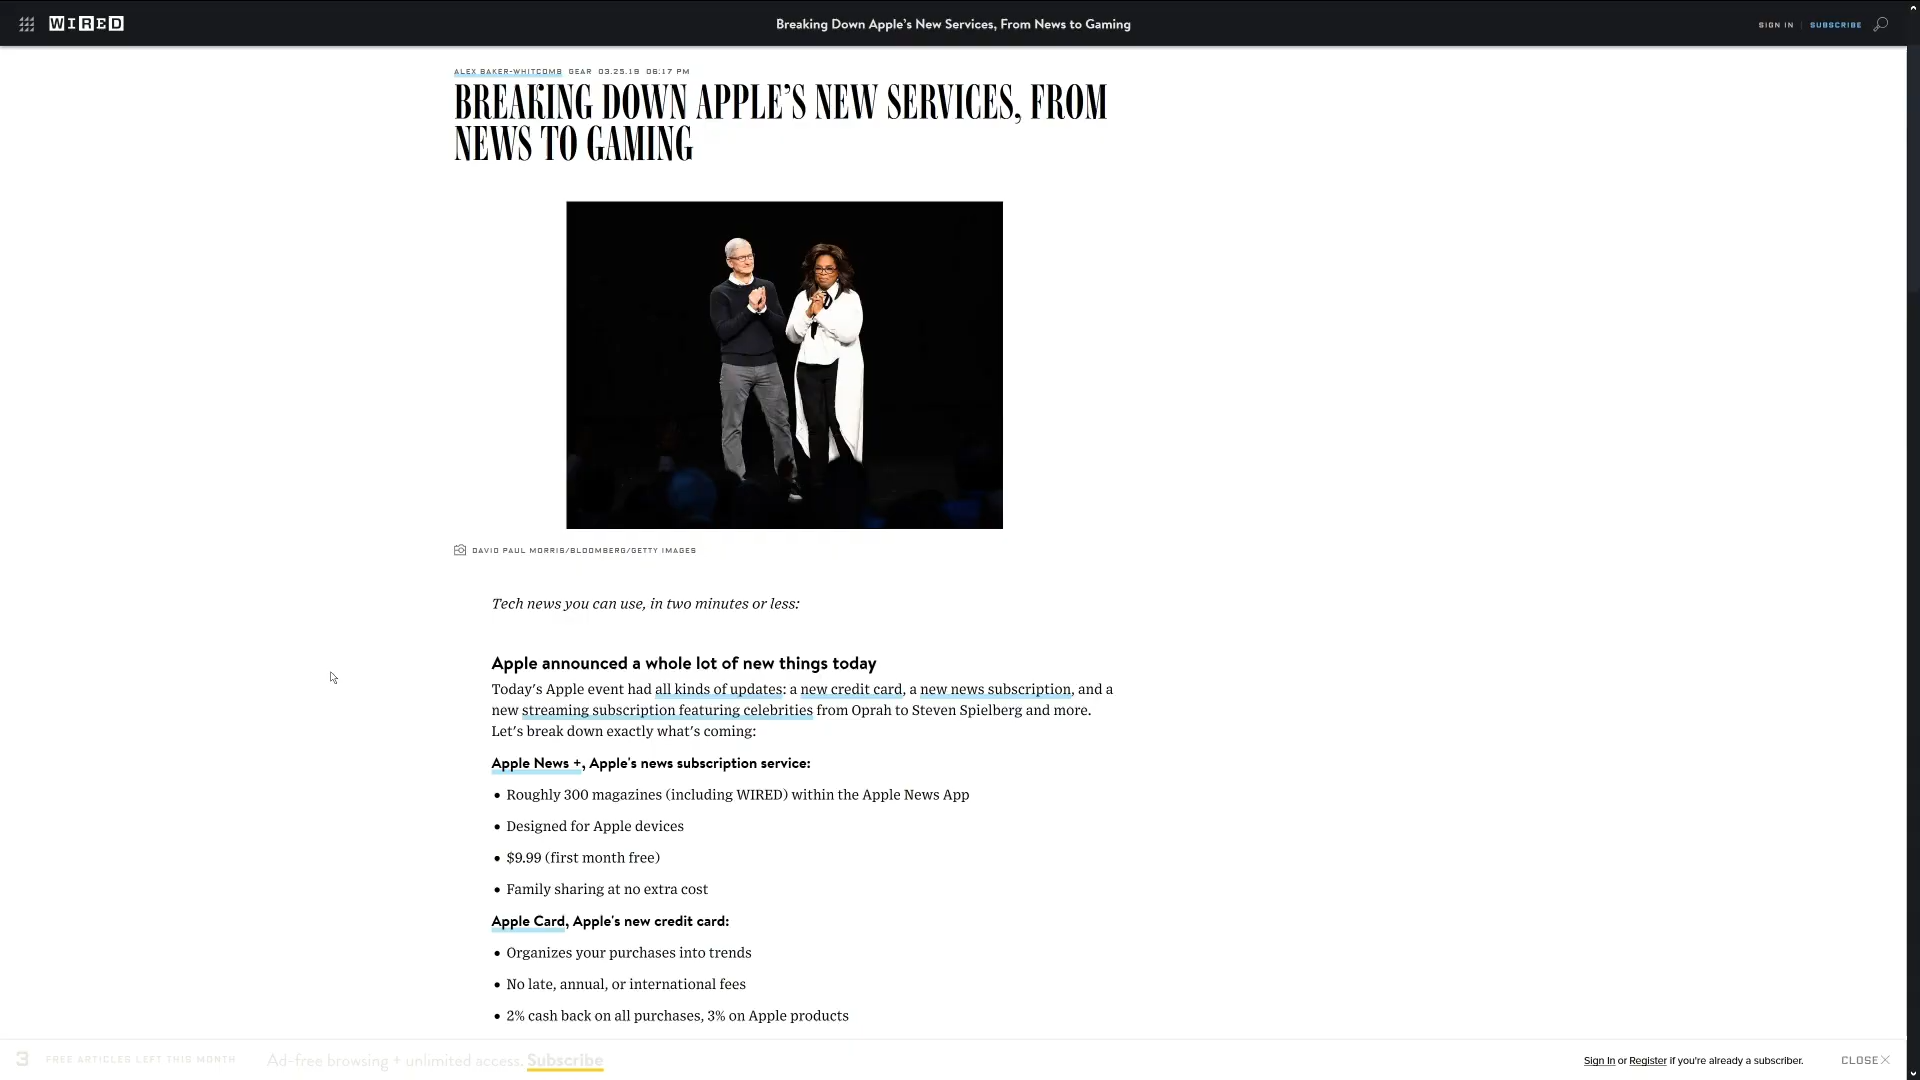 WIRED
Breaking Down Apple’s New Services, From News to Gaming
SIGN IN | SUBSCRIBE
ALEX BAKER-WHITCOMB GEAR 03.25.19 06:17 PM
BREAKING DOWN APPLE’S NEW SERVICES, FROM
NEWS TO GAMING
DAVID PAUL MORRIS/BLOOMBERG/GETTY IMAGES
Tech news you can use, in two minutes or less:
Apple announced a whole lot of new things today
Today's Apple event had all kinds of updates: a new credit card, a new news subscription, and a
new streaming subscription featuring celebrities from Oprah to Steven Spielberg and more.
Let's break down exactly what's coming:
Apple News +, Apple's news subscription service:
• Roughly 300 magazines (including WIRED) within the Apple News App
• Designed for Apple devices
• $9.99 (first month free)
• Family sharing at no extra cost
Apple Card, Apple's new credit card:
• Organizes your purchases into trends
• No late, annual, or international fees
• 2% cash back on all purchases, 3% on Apple products
3 FREE ARTICLES LEFT THIS MONTH Ad-free browsing + unlimited access. Subscribe
Sign In or Register if you're already a subscriber.
CLOSE X